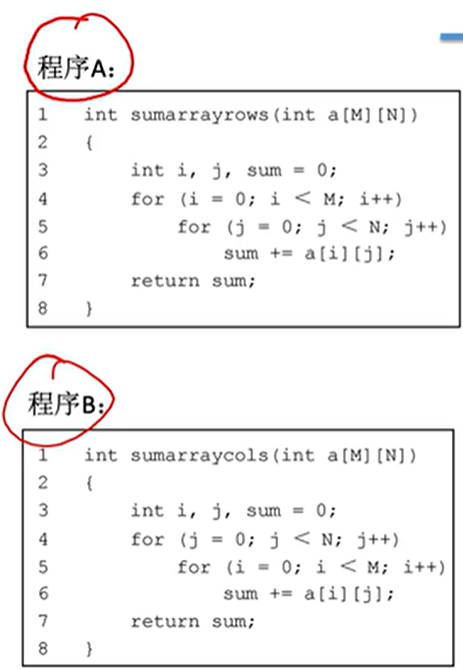 程序A：
1 int sumarrayrows(int a[M][N])
2 {
3 int i, j, sum = 0;
4 for (i = 0; i < M; i++)
5 for (j = 0; j < N; j++)
6 sum += a[i][j];
7 return sum;
8 }
程序B：
1 int sumarraycols(int a[M][N])
2 {
3 int i, j, sum = 0;
4 for (j = 0; j < N; j++)
5 for (i = 0; i < M; i++)
6 sum += a[i][j];
7 return sum;
8 }